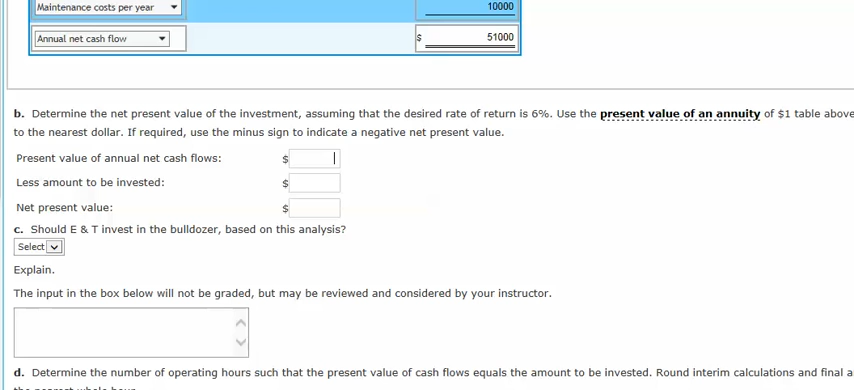 Maintenance costs per year 10000
Annual net cash flow $ 51000
b. Determine the net present value of the investment, assuming that the desired rate of return is 6%. Use the present value of an annuity of $1 table above
to the nearest dollar. If required, use the minus sign to indicate a negative net present value.
Present value of annual net cash flows: $
Less amount to be invested: $
Net present value: $
c. Should E & T invest in the bulldozer, based on this analysis?
Select
Explain.
The input in the box below will not be graded, but may be reviewed and considered by your instructor.
d. Determine the number of operating hours such that the present value of cash flows equals the amount to be invested. Round interim calculations and final a
the nearest whole hour.